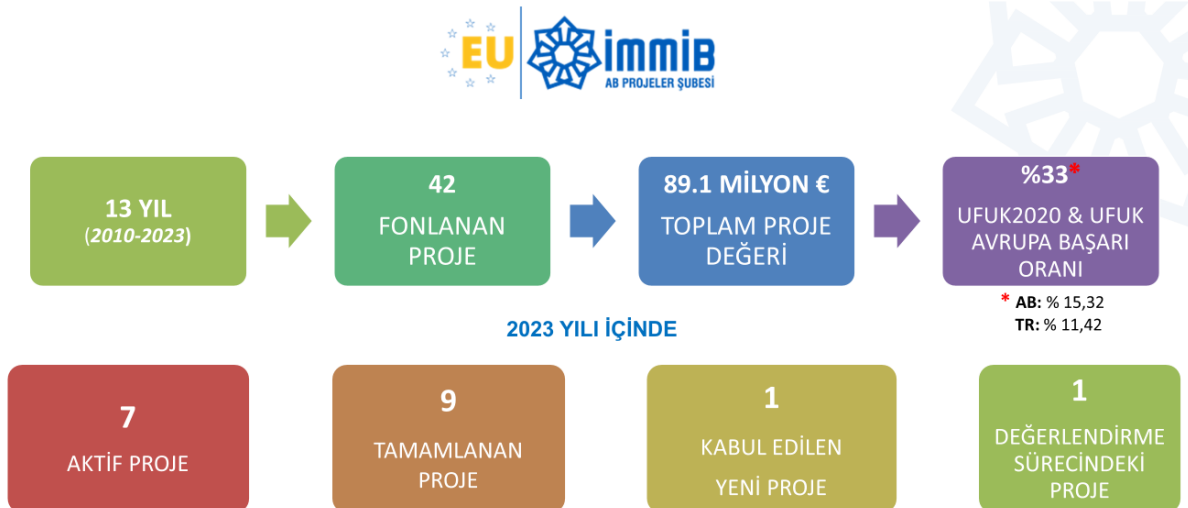 EU
İMMİB
AB PROJELER ŞUBESİ
13 YIL
(2010-2023)
42
FONLANAN
PROJE
89.1 MİLYON €
TOPLAM PROJE
DEĞERİ
%33*
UFUK2020 & UFUK
AVRUPA BAŞARI
ORANI
* AB: % 15,32
TR: % 11,42
2023 YILI İÇİNDE
7
AKTİF PROJE
9
TAMAMLANAN
PROJE
1
KABUL EDİLEN
YENİ PROJE
1
DEĞERLENDİRME
SÜRECİNDEKİ
PROJE